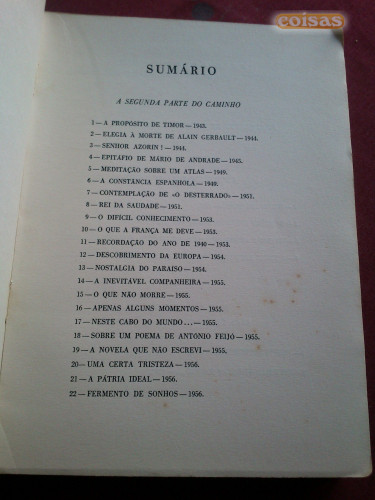 coisas
SUMÁRIO
A SEGUNDA PARTE DO CAMINHO
1 — A PROPÓSITO DE TIMOR — 1943.
2 — ELEGIA À MORTE DE ALAIN GERBAULT — 1944.
3 — SENHOR AZORIN! — 1944.
4 — EPITÁFIO DE MÁRIO DE ANDRADE — 1945.
5 — MEDITAÇÃO SOBRE UM ATLAS — 1949.
6 — A CONSTÂNCIA ESPANHOLA — 1949.
7 — CONTEMPLAÇÃO DE «O DESTERRADO» — 1951.
8 — REI DA SAUDADE — 1951.
9 — O DIFÍCIL CONHECIMENTO — 1953.
10 — O QUE A FRANÇA ME DEVE — 1953.
11 — RECORDAÇÃO DO ANO DE 1940 — 1953.
12 — DESCOBRIMENTO DA EUROPA — 1954.
13 — NOSTALGIA DO PARAISO — 1954.
14 — A INEVITÁVEL COMPANHEIRA — 1955.
15 — O QUE NÃO MORRE — 1955.
16 — APENAS ALGUNS MOMENTOS — 1955.
17 — NESTE CABO DO MUNDO... — 1955.
18 — SOBRE UM POEMA DE ANTÓNIO FEIJÓ — 1955.
19 — A NOVELA QUE NÃO ESCREVI — 1955.
20 — UMA CERTA TRISTEZA — 1956.
21 — A PÁTRIA IDEAL — 1956.
22 — FERMENTO DE SONHOS — 1956.